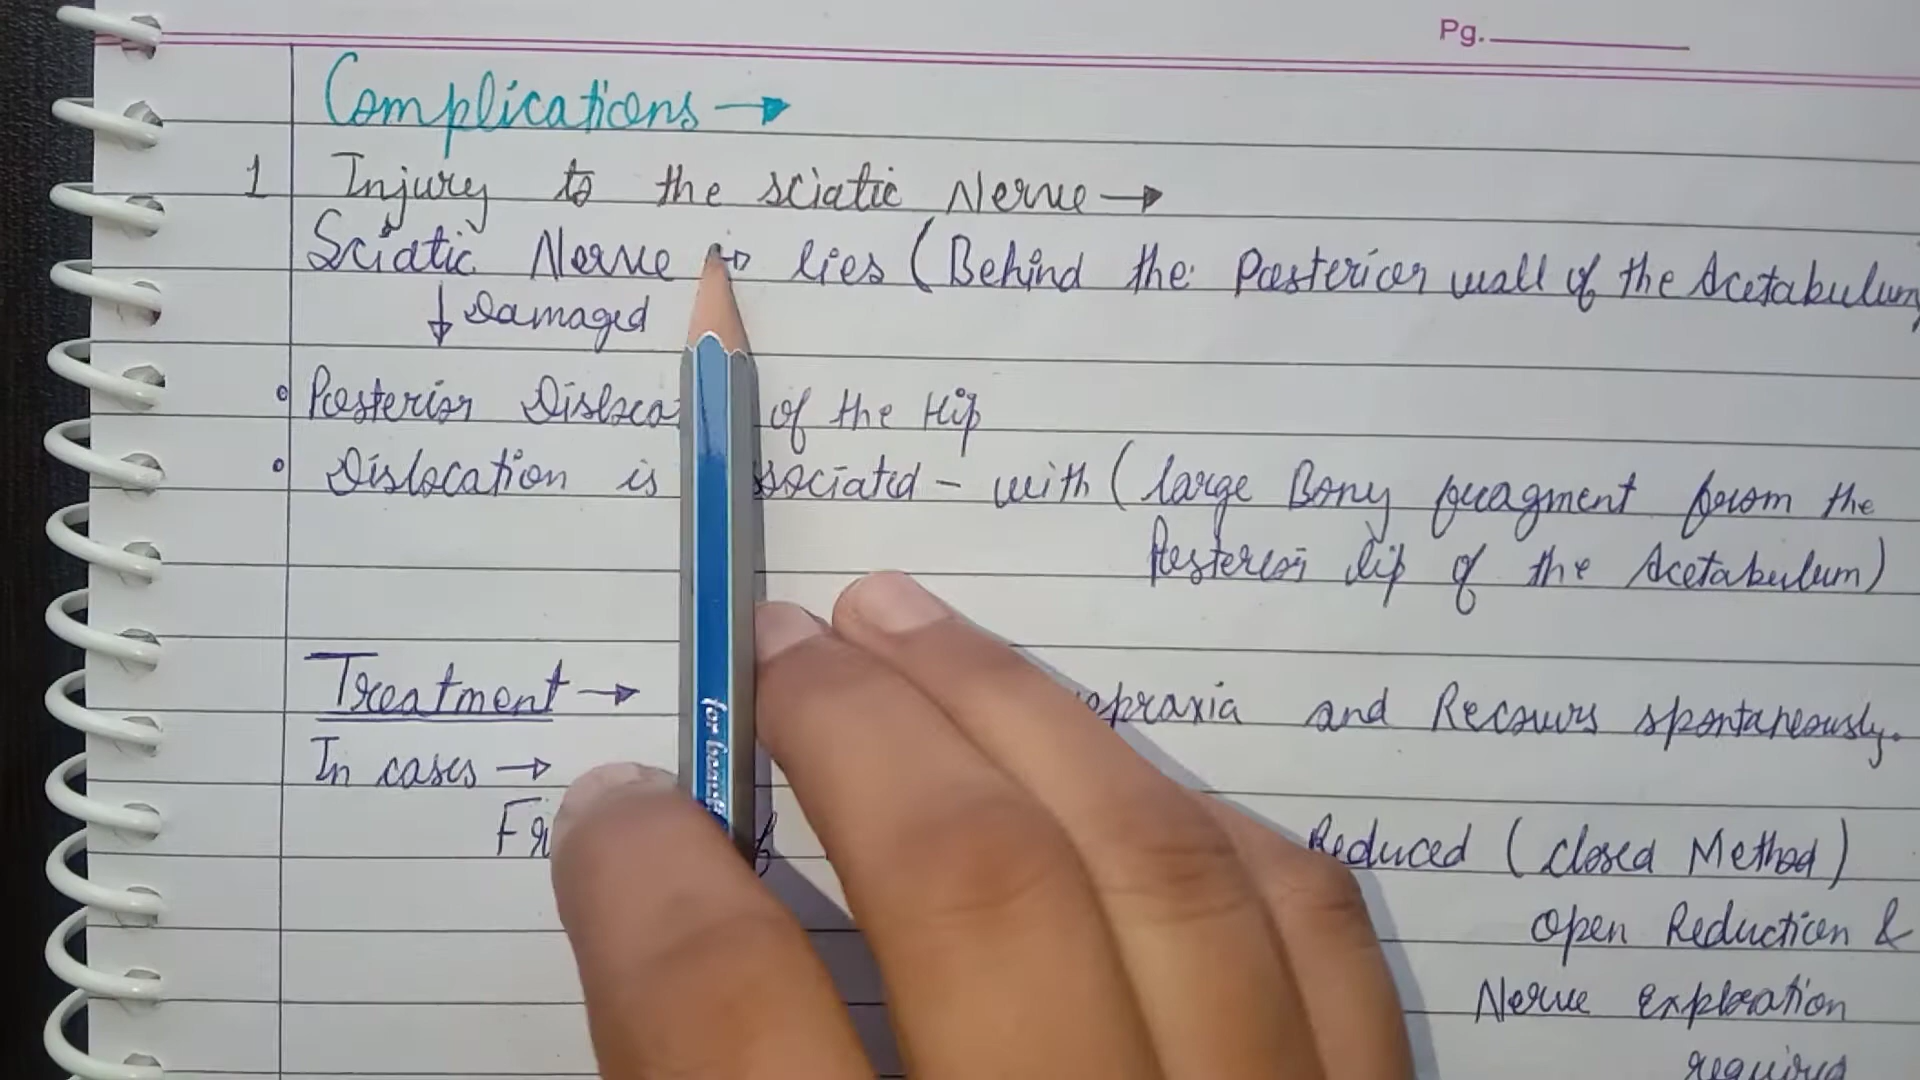 Pg.
Complications →
1 Injury to the sciatic Nerve →
Sciatic Nerve → lies (Behind the Posterior wall of the Acetabulum
↓ Damaged
Posterior of the Hip
Dislocation is - with (large Bony fragment from the
Posterior lip of the Acetabulum)
Treatment → and Recovers spontaneously.
In cases →
Reduced (closed Method)
open Reduction &
Nerve exploration
required